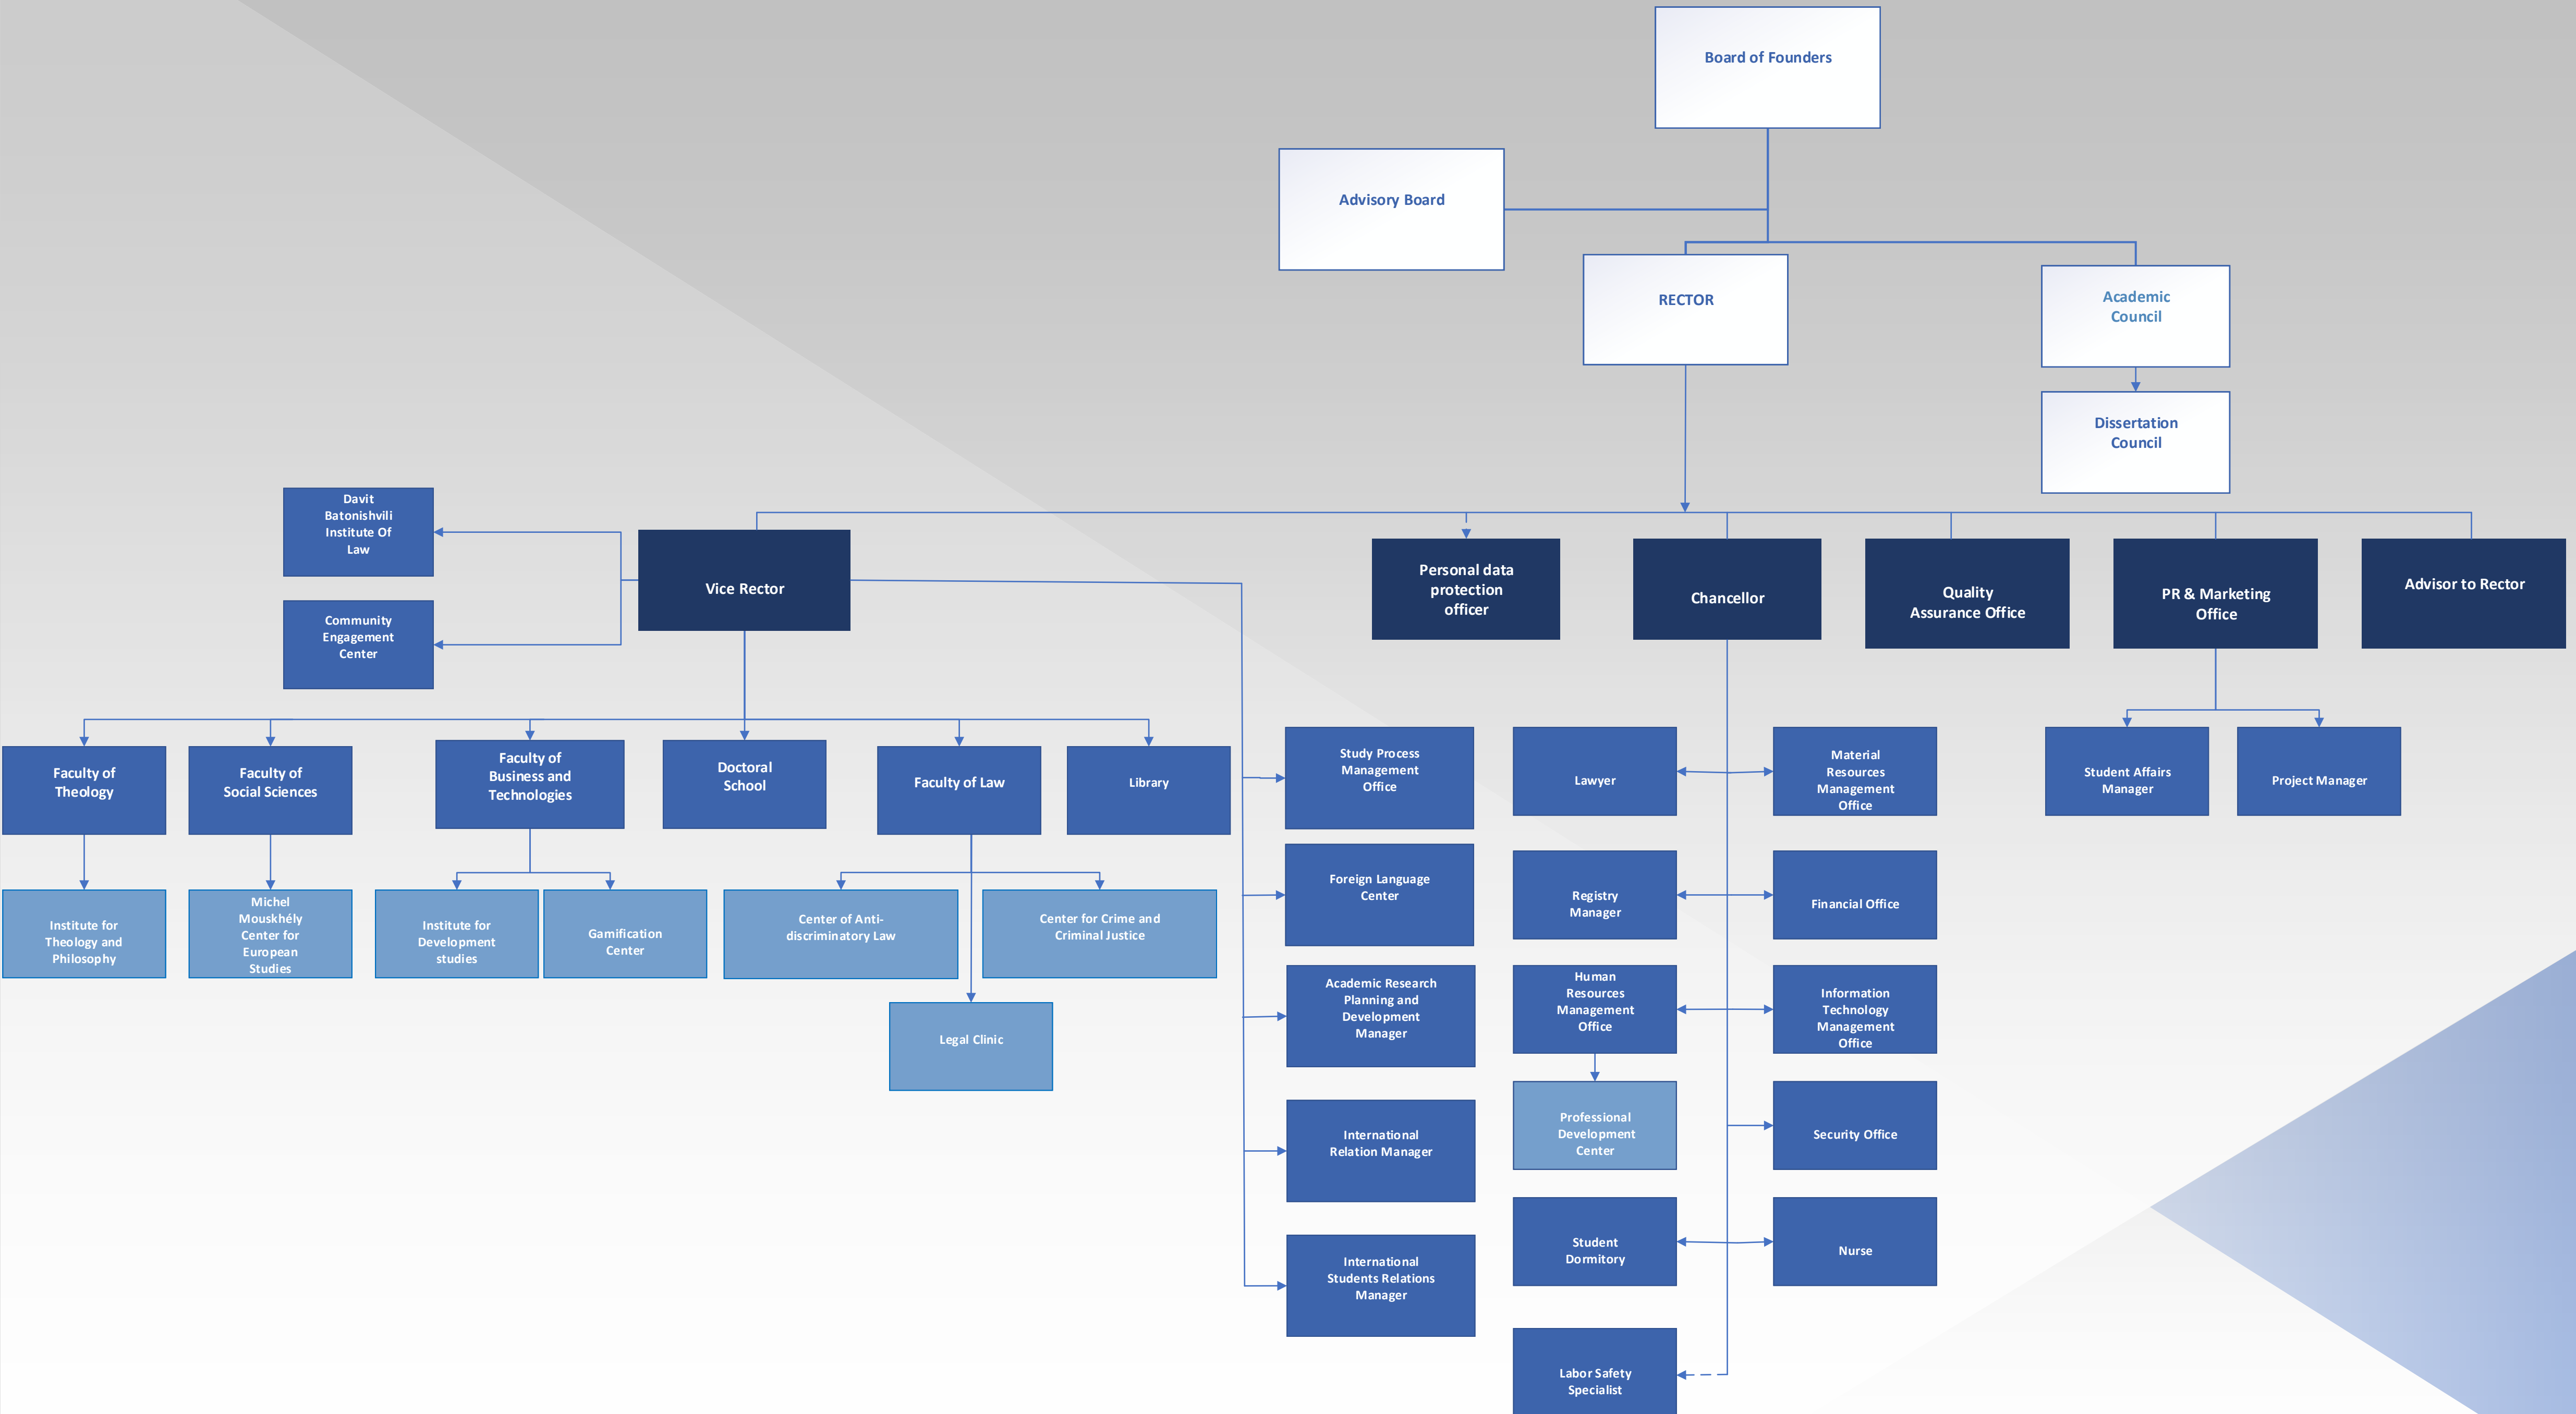 Board of Founders
Advisory Board
RECTOR
Academic
Council
Dissertation
Council
Davit
Batonishvili
Institute Of
Law
Community
Engagement
Center
Vice Rector
Personal data
protection
officer
Chancellor
Quality
Assurance Office
PR & Marketing
Office
Advisor to Rector
Faculty of
Theology
Faculty of
Social Sciences
Faculty of
Business and
Technologies
Doctoral
School
Faculty of Law
Library
Institute for
Theology and
Philosophy
Michel
Mouskhély
Center for
European
Studies
Institute for
Development
studies
Gamification
Center
Center of Anti-
discriminatory Law
Center for Crime and
Criminal Justice
Legal Clinic
Study Process
Management
Office
Foreign Language
Center
Academic Research
Planning and
Development
Manager
International
Relation Manager
International
Students Relations
Manager
Lawyer
Material
Resources
Management
Office
Registry
Manager
Financial Office
Human
Resources
Management
Office
Information
Technology
Management
Office
Professional
Development
Center
Security Office
Student
Dormitory
Nurse
Labor Safety
Specialist
Student Affairs
Manager
Project Manager